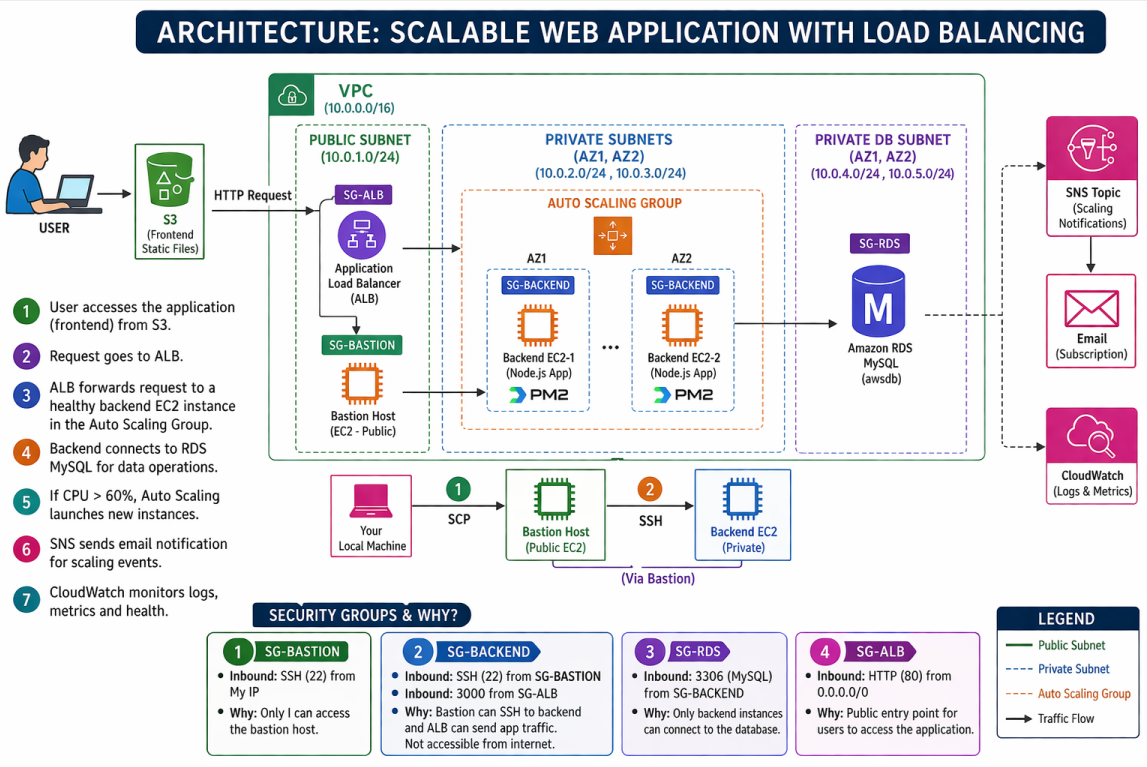 ARCHITECTURE: SCALABLE WEB APPLICATION WITH LOAD BALANCING
USER
S3
(Frontend
Static Files)
HTTP Request
VPC
(10.0.0.0/16)
PUBLIC SUBNET
(10.0.1.0/24)
SG-ALB
Application
Load Balancer
(ALB)
SG-BASTION
Bastion Host
(EC2 - Public)
PRIVATE SUBNETS
(AZ1, AZ2)
(10.0.2.0/24 , 10.0.3.0/24)
AUTO SCALING GROUP
AZ1
SG-BACKEND
Backend EC2-1
(Node.js App)
PM2
...
AZ2
SG-BACKEND
Backend EC2-2
(Node.js App)
PM2
PRIVATE DB SUBNET
(AZ1, AZ2)
(10.0.4.0/24 , 10.0.5.0/24)
SG-RDS
M
Amazon RDS
MySQL
(awsdb)
SNS Topic
(Scaling
Notifications)
Email
(Subscription)
CloudWatch
(Logs & Metrics)
1 User accesses the application
(frontend) from S3.
2 Request goes to ALB.
3 ALB forwards request to a
healthy backend EC2 instance
in the Auto Scaling Group.
4 Backend connects to RDS
MySQL for data operations.
5 If CPU > 60%, Auto Scaling
launches new instances.
6 SNS sends email notification
for scaling events.
7 CloudWatch monitors logs,
metrics and health.
Your
Local Machine
1
SCP
Bastion Host
(Public EC2)
2
SSH
Backend EC2
(Private)
(Via Bastion)
SECURITY GROUPS & WHY?
1 SG-BASTION
• Inbound: SSH (22) from
My IP
• Why: Only I can access
the bastion host.
2 SG-BACKEND
• Inbound: SSH (22) from SG-BASTION
• Inbound: 3000 from SG-ALB
• Why: Bastion can SSH to backend
and ALB can send app traffic.
Not accessible from internet.
3 SG-RDS
• Inbound: 3306 (MySQL)
from SG-BACKEND
• Why: Only backend instances
can connect to the database.
4 SG-ALB
• Inbound: HTTP (80) from
0.0.0.0/0
• Why: Public entry point for
users to access the application.
LEGEND
Public Subnet
Private Subnet
Auto Scaling Group
Traffic Flow